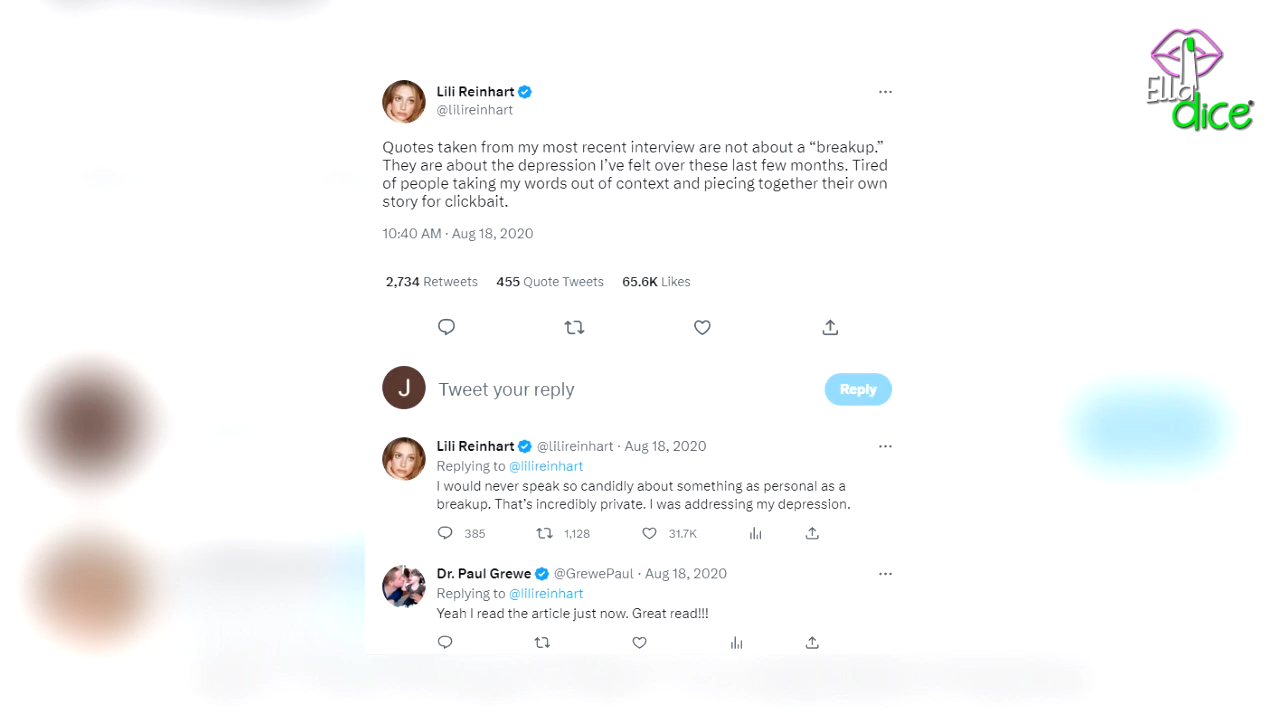 Ella
dice
Lili Reinhart
@lilireinhart
Quotes taken from my most recent interview are not about a “breakup.”
They are about the depression I’ve felt over these last few months. Tired
of people taking my words out of context and piecing together their own
story for clickbait.
10:40 AM · Aug 18, 2020
2,734 Retweets 455 Quote Tweets 65.6K Likes
J Tweet your reply Reply
Lili Reinhart @lilireinhart · Aug 18, 2020
Replying to @lilireinhart
I would never speak so candidly about something as personal as a
breakup. That’s incredibly private. I was addressing my depression.
385 1,128 31.7K
Dr. Paul Grewe @GrewePaul · Aug 18, 2020
Replying to @lilireinhart
Yeah I read the article just now. Great read!!!